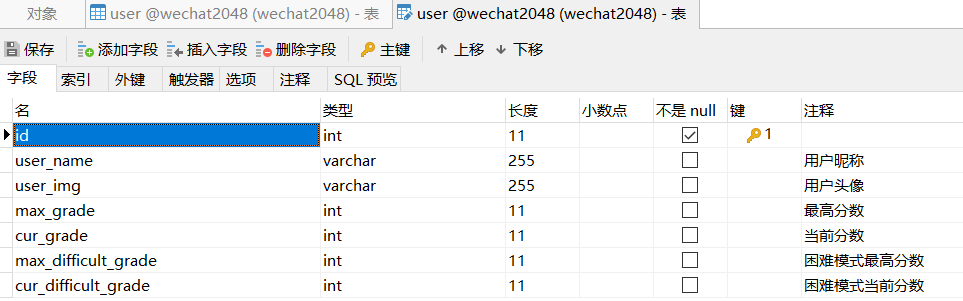 对象 user @wechat2048 (wechat2048) - 表 user @wechat2048 (wechat2048) - 表
保存 添加字段 插入字段 删除字段 主键 上移 下移
字段 索引 外键 触发器 选项 注释 SQL 预览
名 类型 长度 小数点 不是 null 键 注释
id int 11 1
user_name varchar 255 用户昵称
user_img varchar 255 用户头像
max_grade int 11 最高分数
cur_grade int 11 当前分数
max_difficult_grade int 11 困难模式最高分数
cur_difficult_grade int 11 困难模式当前分数